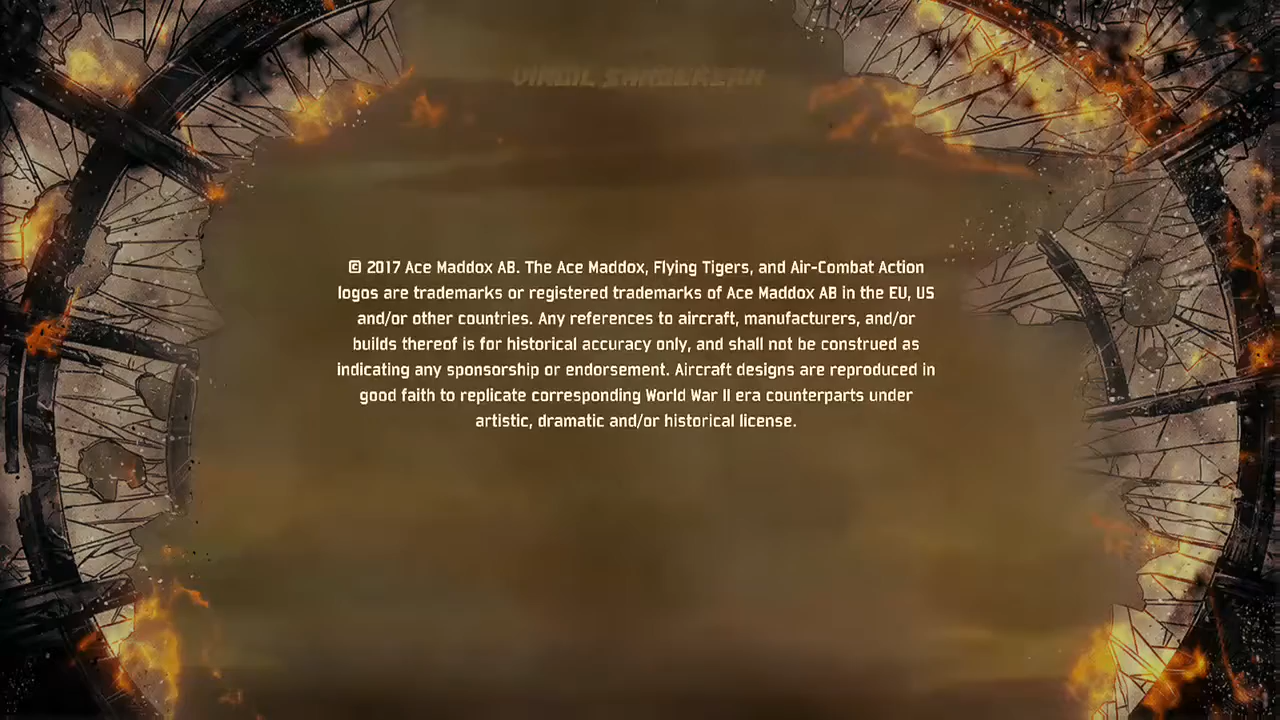 © 2017 Ace Maddox AB. The Ace Maddox, Flying Tigers, and Air-Combat Action
logos are trademarks or registered trademarks of Ace Maddox AB in the EU, US
and/or other countries. Any references to aircraft, manufacturers, and/or
builds thereof is for historical accuracy only, and shall not be construed as
indicating any sponsorship or endorsement. Aircraft designs are reproduced in
good faith to replicate corresponding World War II era counterparts under
artistic, dramatic and/or historical license.